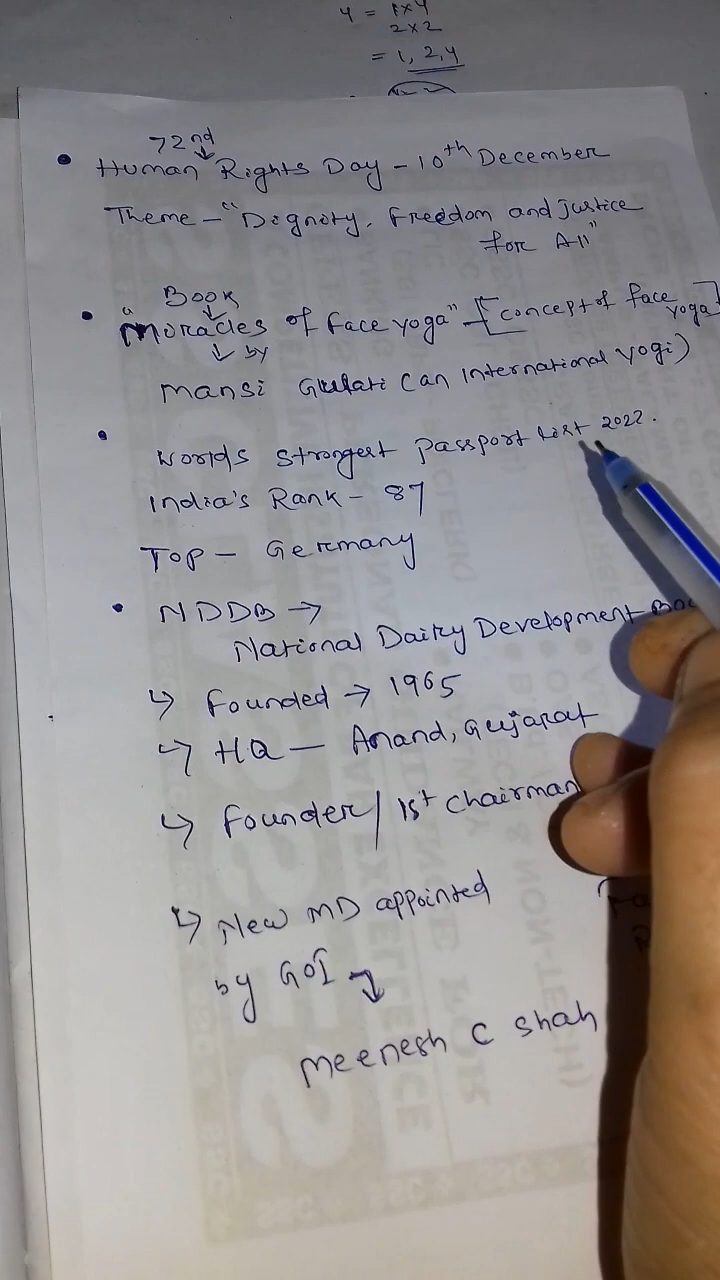 4 = 1x4
2x2
= 1, 2, 4
72nd
• Human Rights Day - 10th December
Theme - "Dignity, Freedom and justice
for All"
Book
• "Moracles of Face yoga" - [concept of face yoga]
↓ by
Mansi Gulati (an International yogi)
• Worlds strongest passport list 2022.
India's Rank - 87
Top - Germany
• NDDB →
National Dairy Development Boa
↳ Founded → 1965
↳ HQ - Anand, Gujarat
↳ Founder/1st Chairman
↳ New MD appointed
by GOI ↓
Meenesh C Shah